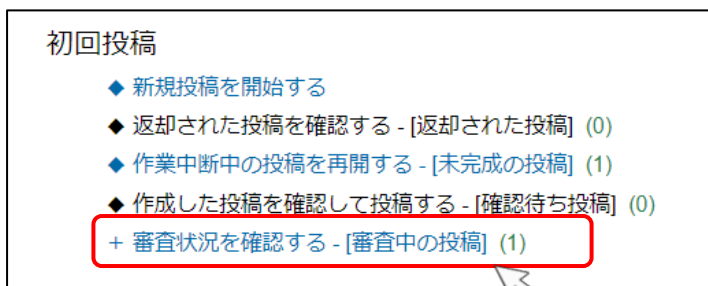 初回投稿
◆ 新規投稿を開始する
◆ 返却された投稿を確認する - [返却された投稿] (0)
◆ 作業中断中の投稿を再開する - [未完成の投稿] (1)
◆ 作成した投稿を確認して投稿する - [確認待ち投稿] (0)
+ 審査状況を確認する - [審査中の投稿] (1)